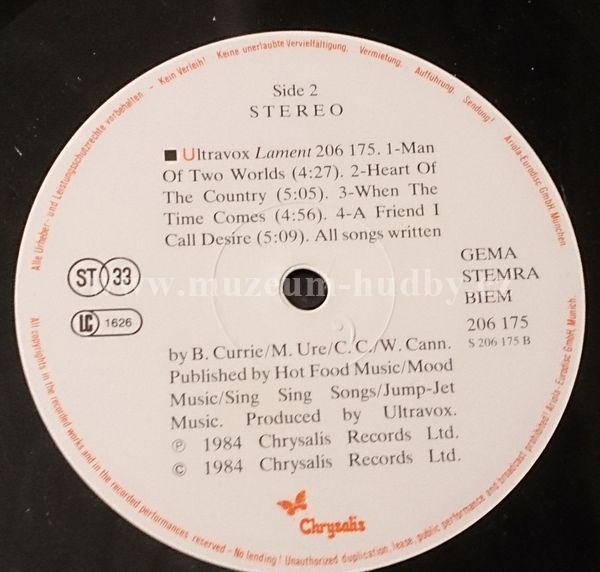 Alle Urheber- und Leistungsschutzrechte vorbehalten. – Kein Verleih! Keine unerlaubte Vervielfältigung, Vermietung, Aufführung, Sendung! Ariola-Eurodisc GmbH München
Side 2
STEREO
■ Ultravox Lament 206 175. 1-Man
Of Two Worlds (4:27). 2-Heart Of
The Country (5:05). 3-When The
Time Comes (4:56). 4-A Friend I
Call Desire (5:09). All songs written
ST 33
GEMA
STEMRA
BIEM
www.muzeum-hudby.cz
LC 1626
206 175
S 206 175 B
by B. Currie/M. Ure/C. C./W. Cann.
Published by Hot Food Music/Mood
Music/Sing Sing Songs/Jump-Jet
Music. Produced by Ultravox.
℗ 1984 Chrysalis Records Ltd.
© 1984 Chrysalis Records Ltd.
Chrysalis
All copyrights in the recorded works and in the recorded performances reserved – No lending! Unauthorized duplication, lease, public performance and broadcast prohibited! Ariola Eurodisc GmbH, Munich.